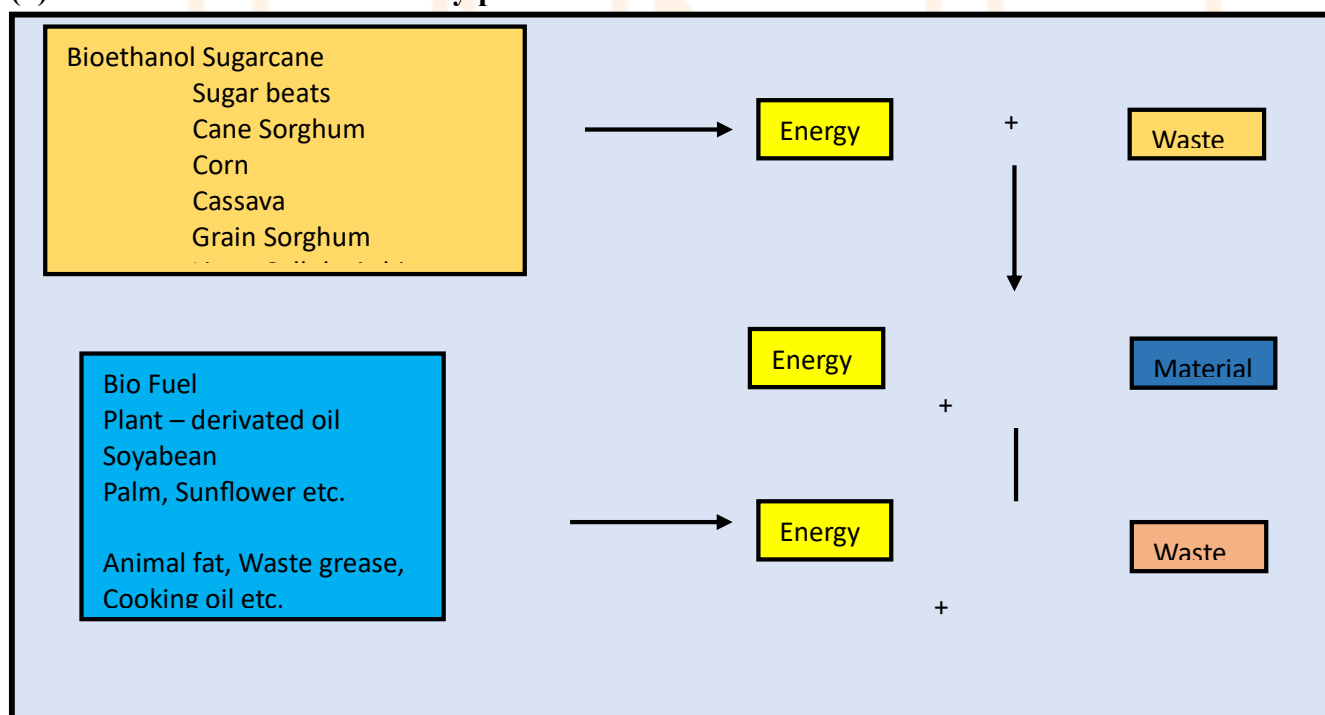 Bioethanol Sugarcane
Sugar beats
Cane Sorghum
Corn
Cassava
Grain Sorghum
Energy
+
Waste
Energy
+
Material
Bio Fuel
Plant – derivated oil
Soyabean
Palm, Sunflower etc.
Animal fat, Waste grease,
Cooking oil etc.
Energy
+
Waste